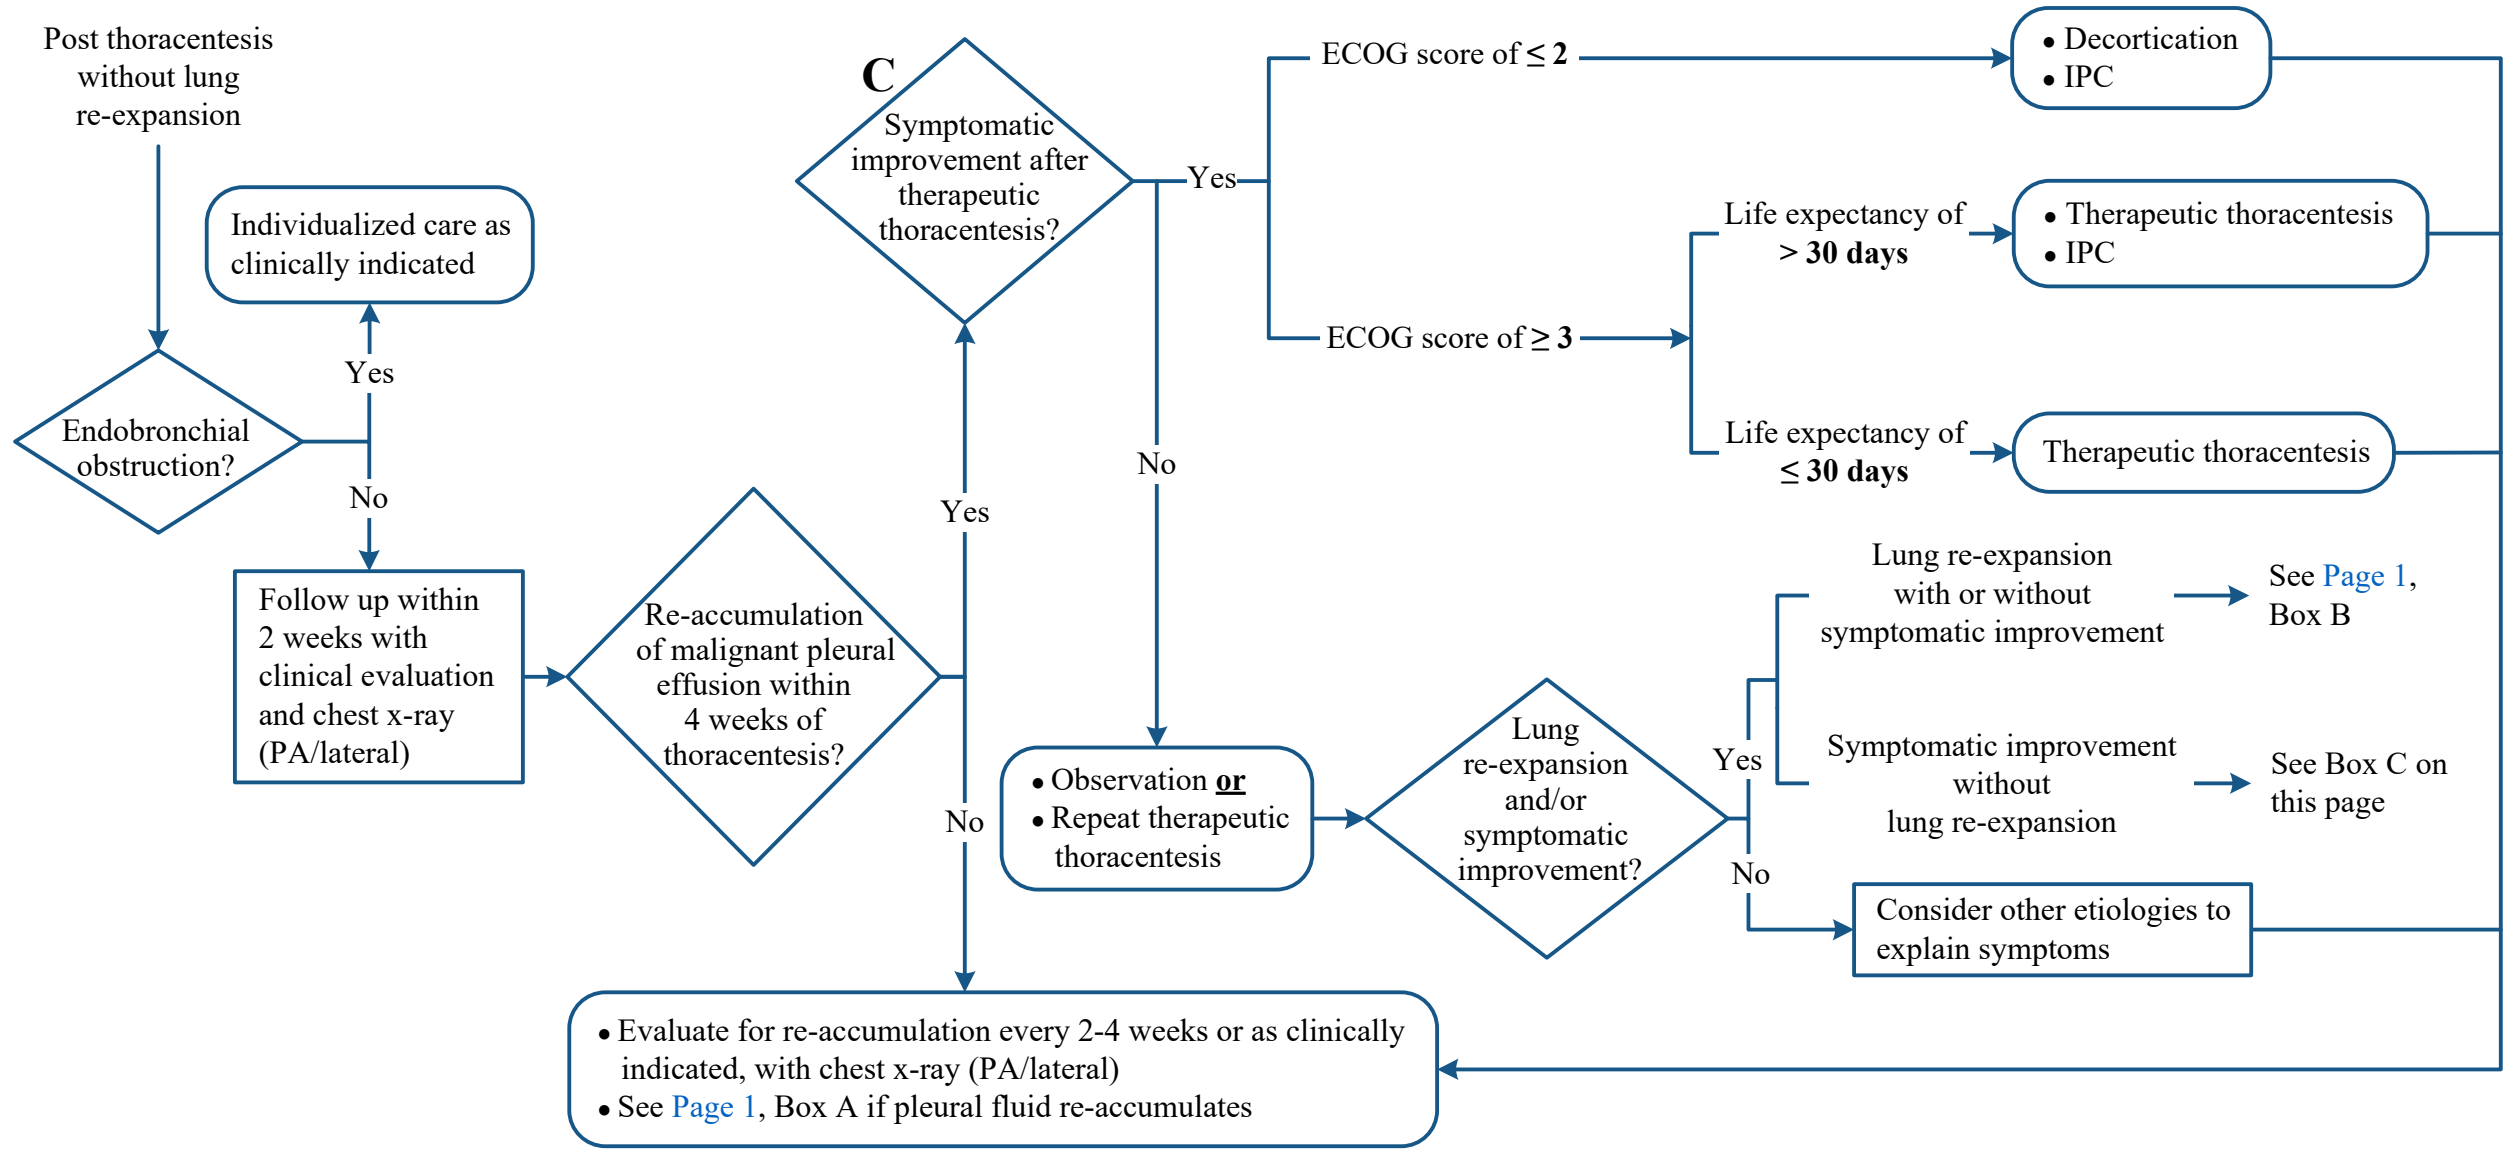 Post thoracentesis
without lung
re-expansion
Endobronchial
obstruction?
Yes
Individualized care as
clinically indicated
No
Follow up within
2 weeks with
clinical evaluation
and chest x-ray
(PA/lateral)
Re-accumulation
of malignant pleural
effusion within
4 weeks of
thoracentesis?
Yes
No
C
Symptomatic
improvement after
therapeutic
thoracentesis?
Yes
ECOG score of ≤ 2
• Decortication
• IPC
ECOG score of ≥ 3
Life expectancy of
> 30 days
• Therapeutic thoracentesis
• IPC
Life expectancy of
≤ 30 days
Therapeutic thoracentesis
No
• Observation or
• Repeat therapeutic
thoracentesis
Lung
re-expansion
and/or
symptomatic
improvement?
Yes
Lung re-expansion
with or without
symptomatic improvement
See Page 1,
Box B
Symptomatic improvement
without
lung re-expansion
See Box C on
this page
No
Consider other etiologies to
explain symptoms
• Evaluate for re-accumulation every 2-4 weeks or as clinically
indicated, with chest x-ray (PA/lateral)
• See Page 1, Box A if pleural fluid re-accumulates